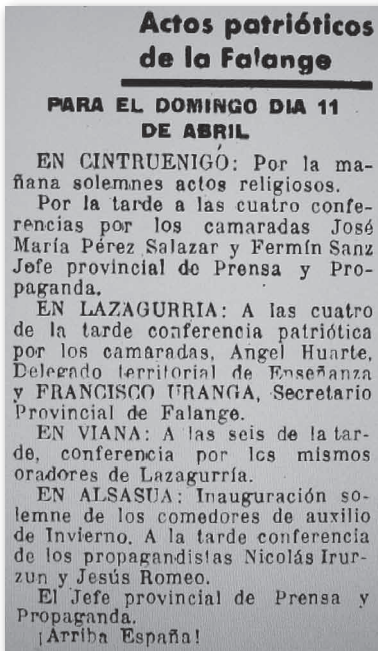 Actos patrióticos
de la Falange
PARA EL DOMINGO DIA 11
DE ABRIL
EN CINTRUENIGÓ: Por la ma-
ñana solemnes actos religiosos.
Por la tarde a las cuatro confe-
rencias por los camaradas José
María Pérez Salazar y Fermín Sanz
Jefe provincial de Prensa y Pro-
paganda.
EN LAZAGURRIA: A las cuatro
de la tarde conferencia patriótica
por los camaradas, Angel Huarte,
Delegado territorial de Enseñanza
y FRANCISCO URANGA, Secretario
Provincial de Falange.
EN VIANA: A las seis de la tar-
de, conferencia por los mismos
oradores de Lazagurría.
EN ALSASUA: Inauguración so-
lemne de los comedores de auxilio
de Invierno. A la tarde conferencia
de los propagandistas Nicolás Irur-
zun y Jesús Romeo.
El Jefe provincial de Prensa y
Propaganda.
¡Arriba España!